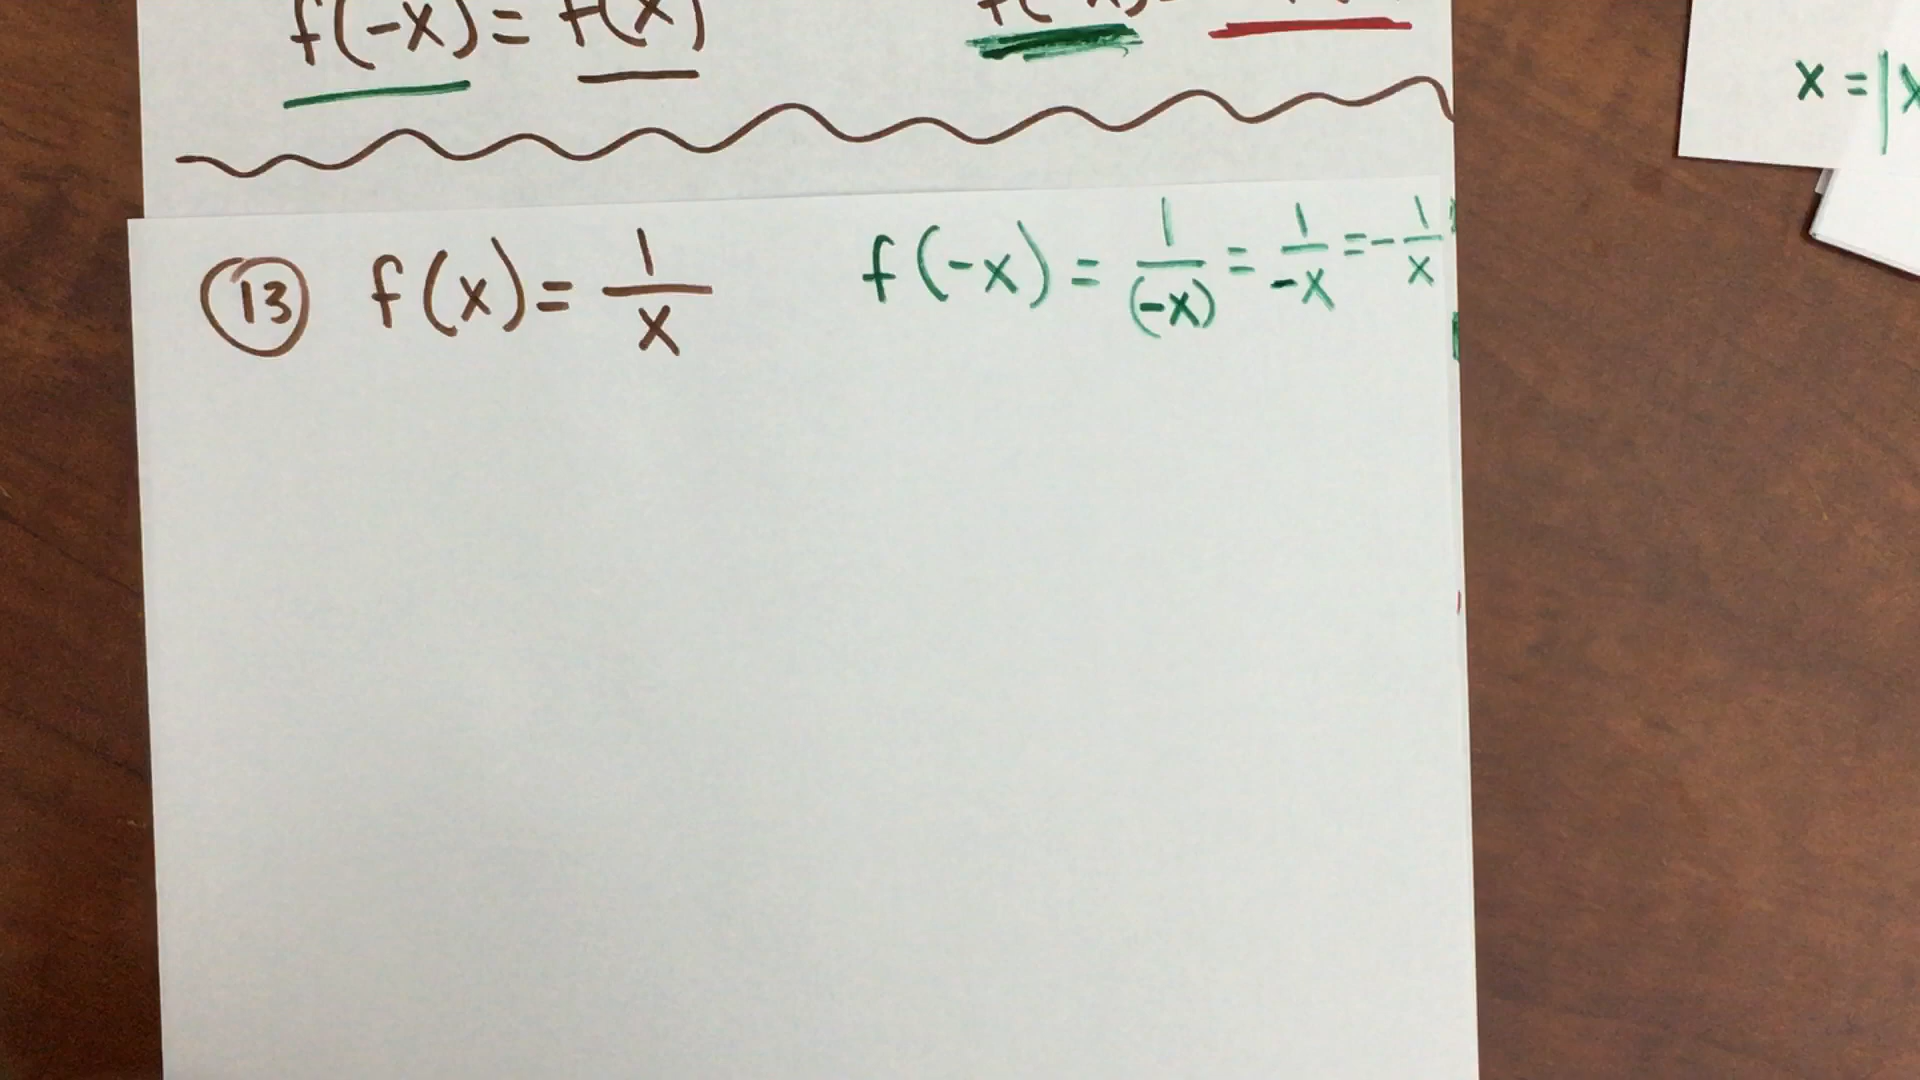 f(-x) = f(x)
x = |x
13 f(x) = 1/x f(-x) = 1/(-x) = 1/-x = - 1/x